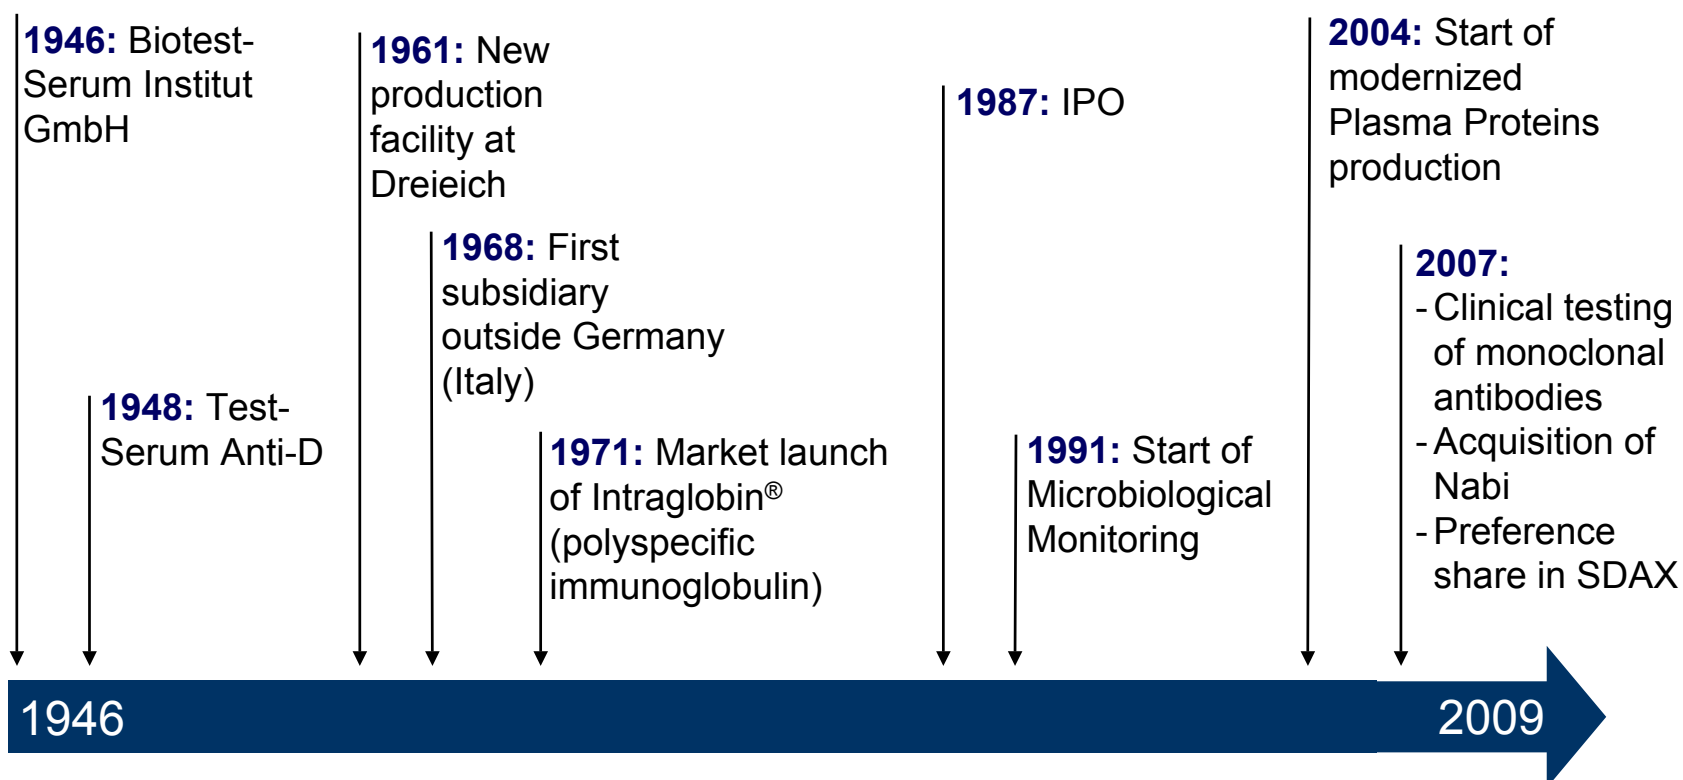 1946: Biotest-
Serum Institut
GmbH
1948: Test-
Serum Anti-D
1961: New
production
facility at
Dreieich
1968: First
subsidiary
outside Germany
(Italy)
1971: Market launch
of Intraglobin®
(polyspecific
immunoglobulin)
1987: IPO
1991: Start of
Microbiological
Monitoring
2004: Start of
modernized
Plasma Proteins
production
2007:
- Clinical testing
of monoclonal
antibodies
- Acquisition of
Nabi
- Preference
share in SDAX
1946
2009